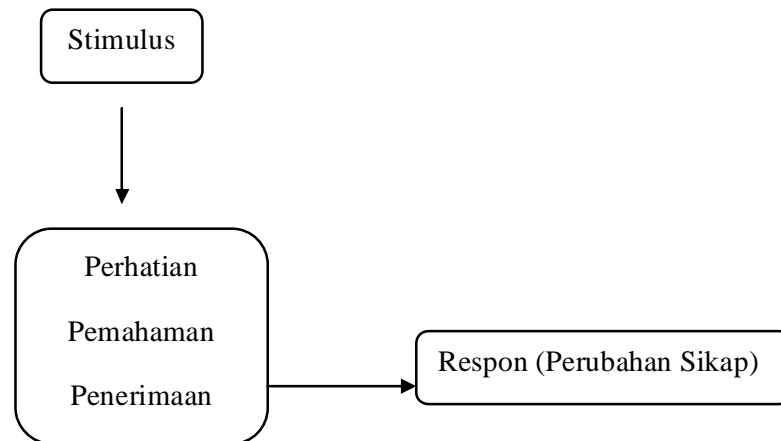 Stimulus
Perhatian
Pemahaman
Penerimaan
Respon (Perubahan Sikap)